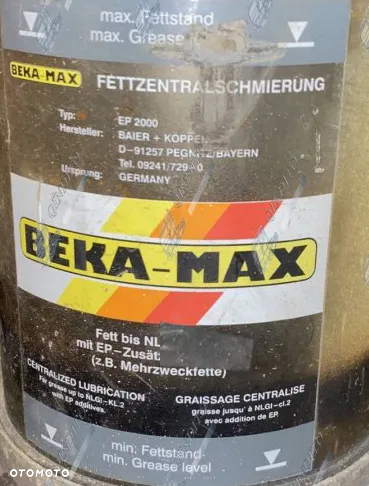 max. Fettstand
max. Grease
BEKA-MAX FETTZENTRALSCHMIERUNG
Typ: EP 2000
Hersteller: BAIER + KÖPPEL
D-91257 PEGNITZ/BAYERN
Tel. 09241/729-0
Ursprung: GERMANY
BEKA-MAX
Fett bis NL
mit EP-Zusät
(z.B. Mehrzweckfette)
CENTRALIZED LUBRICATION
For grease up to NLGI-KL.2
with EP additives.
GRAISSAGE CENTRALISE
graisse jusqu' à NLGI-cl.2
avec addition de EP.
min. Fettstand
min. Grease level
OTOMOTO